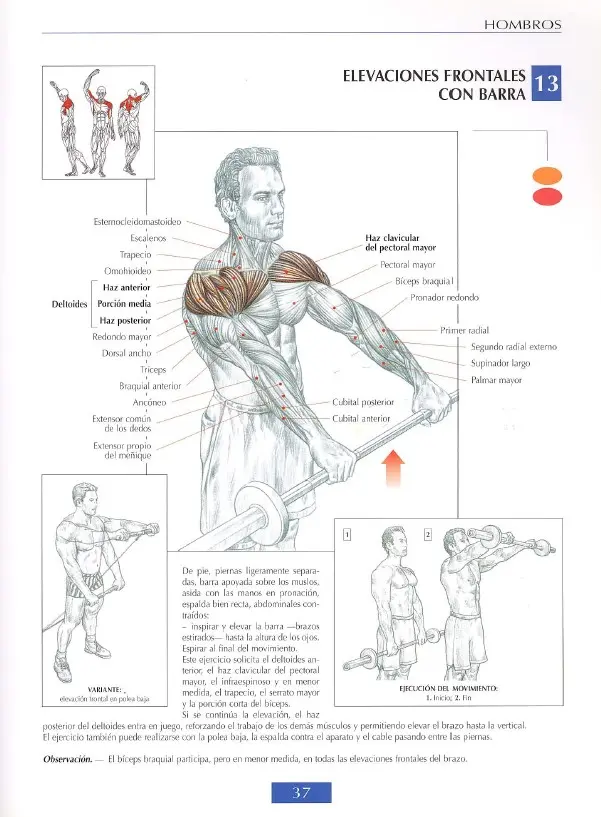 HOMBROS
ELEVACIONES FRONTALES
CON BARRA
13
Esternocleidomastoideo
Escalenos
Trapecio
Omohioideo
Haz anterior
Deltoides
Porción media
Haz posterior
Redondo mayor
Dorsal ancho
Tríceps
Braquial anterior
Ancóneo
Extensor común
de los dedos
Extensor propio
del meñique
Haz clavicular
del pectoral mayor
Pectoral mayor
Bíceps braquial
Pronador redondo
Primer radial
Segundo radial externo
Supinador largo
Palmar mayor
Cubital posterior
Cubital anterior
VARIANTE:
elevación frontal en polea baja
De pie, piernas ligeramente separa-
das, barra apoyada sobre los muslos,
asida con las manos en pronación,
espalda bien recta, abdominales con-
traídos:
– inspirar y elevar la barra —brazos
estirados— hasta la altura de los ojos.
Espirar al final del movimiento.
Este ejercicio solicita el deltoides an-
terior, el haz clavicular del pectoral
mayor, el infraespinoso y en menor
medida, el trapecio, el serrato mayor
y la porción corta del bíceps.
Si se continúa la elevación, el haz
posterior del deltoides entra en juego, reforzando el trabajo de los demás músculos y permitiendo elevar el brazo hasta la vertical.
El ejercicio también puede realizarse con la polea baja, la espalda contra el aparato y el cable pasando entre las piernas.
1
2
EJECUCIÓN DEL MOVIMIENTO:
1. Inicio; 2. Fin
Observación. — El bíceps braquial participa, pero en menor medida, en todas las elevaciones frontales del brazo.
37